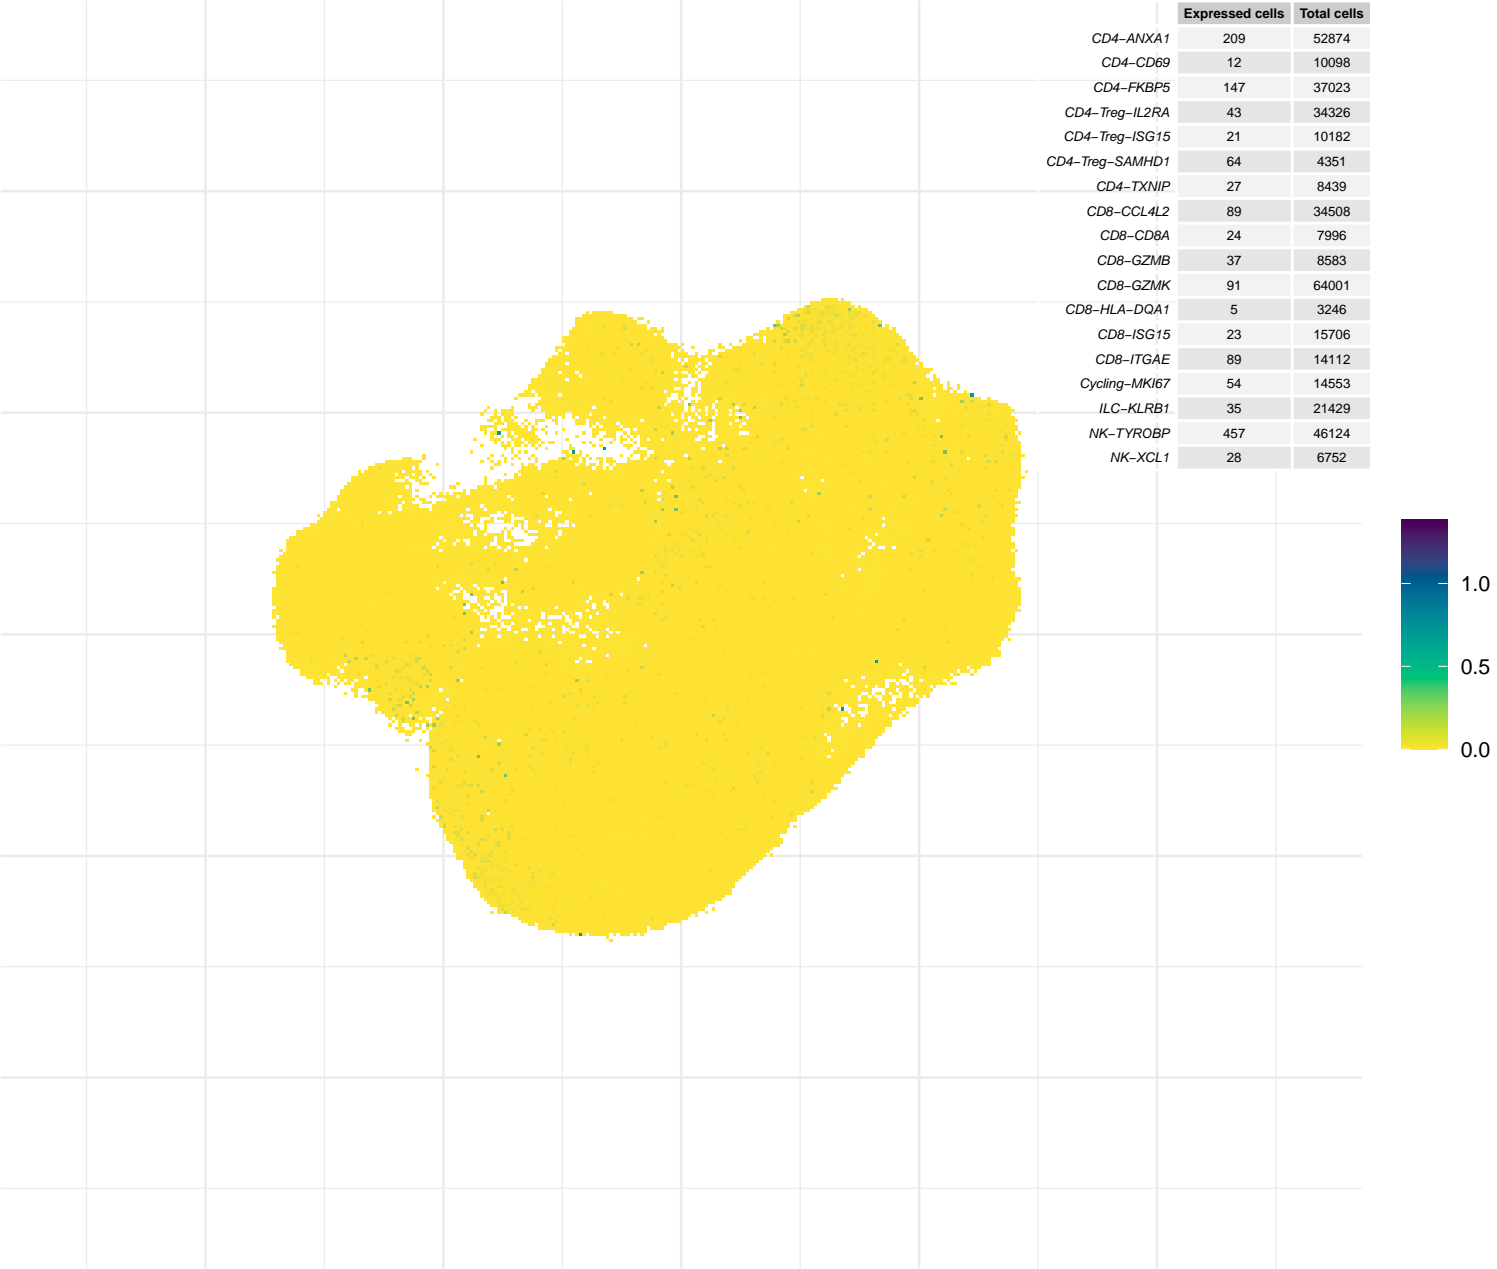 Expressed cells Total cells
CD4−ANXA1 209 52874
CD4−CD69 12 10098
CD4−FKBP5 147 37023
CD4−Treg−IL2RA 43 34326
CD4−Treg−ISG15 21 10182
CD4−Treg−SAMHD1 64 4351
CD4−TXNIP 27 8439
CD8−CCL4L2 89 34508
CD8−CD8A 24 7996
CD8−GZMB 37 8583
CD8−GZMK 91 64001
CD8−HLA−DQA1 5 3246
CD8−ISG15 23 15706
CD8−ITGAE 89 14112
Cycling−MKI67 54 14553
ILC−KLRB1 35 21429
NK−TYROBP 457 46124
NK−XCL1 28 6752
1.0
0.5
0.0